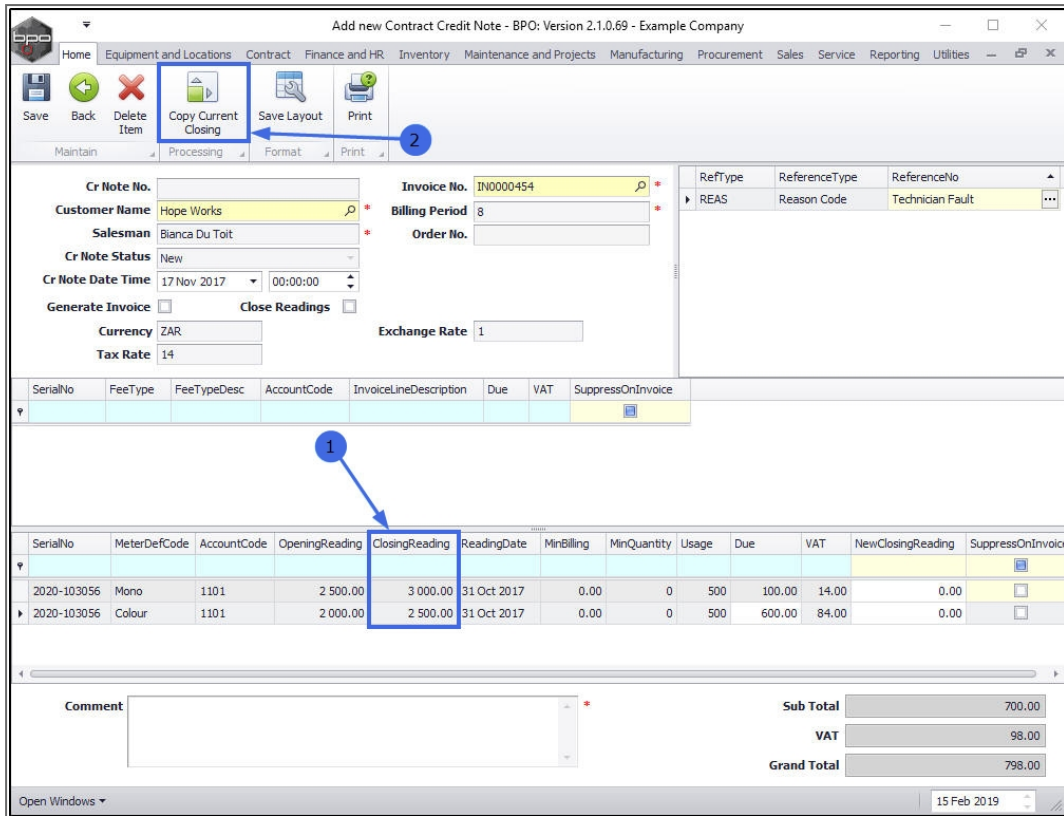 Add new Contract Credit Note - BPO: Version 2.1.0.69 - Example Company
bpo
Home Equipment and Locations Contract Finance and HR Inventory Maintenance and Projects Manufacturing Procurement Sales Service Reporting Utilities
Save Back Delete Item Copy Current Closing Save Layout Print
Maintain Processing Format Print
2
Cr Note No. Invoice No. IN0000454 *
Customer Name Hope Works * Billing Period 8 *
Salesman Bianca Du Toit * Order No.
Cr Note Status New
Cr Note Date Time 17 Nov 2017 00:00:00
Generate Invoice Close Readings
Currency ZAR Exchange Rate 1
Tax Rate 14
RefType ReferenceType ReferenceNo
REAS Reason Code Technician Fault ...
SerialNo FeeType FeeTypeDesc AccountCode InvoiceLineDescription Due VAT SuppressOnInvoice
1
SerialNo MeterDefCode AccountCode OpeningReading ClosingReading ReadingDate MinBilling MinQuantity Usage Due VAT NewClosingReading SuppressOnInvoice
2020-103056 Mono 1101 2 500.00 3 000.00 31 Oct 2017 0.00 0 500 100.00 14.00 0.00
2020-103056 Colour 1101 2 000.00 2 500.00 31 Oct 2017 0.00 0 500 600.00 84.00 0.00
Comment * Sub Total 700.00
VAT 98.00
Grand Total 798.00
Open Windows 15 Feb 2019